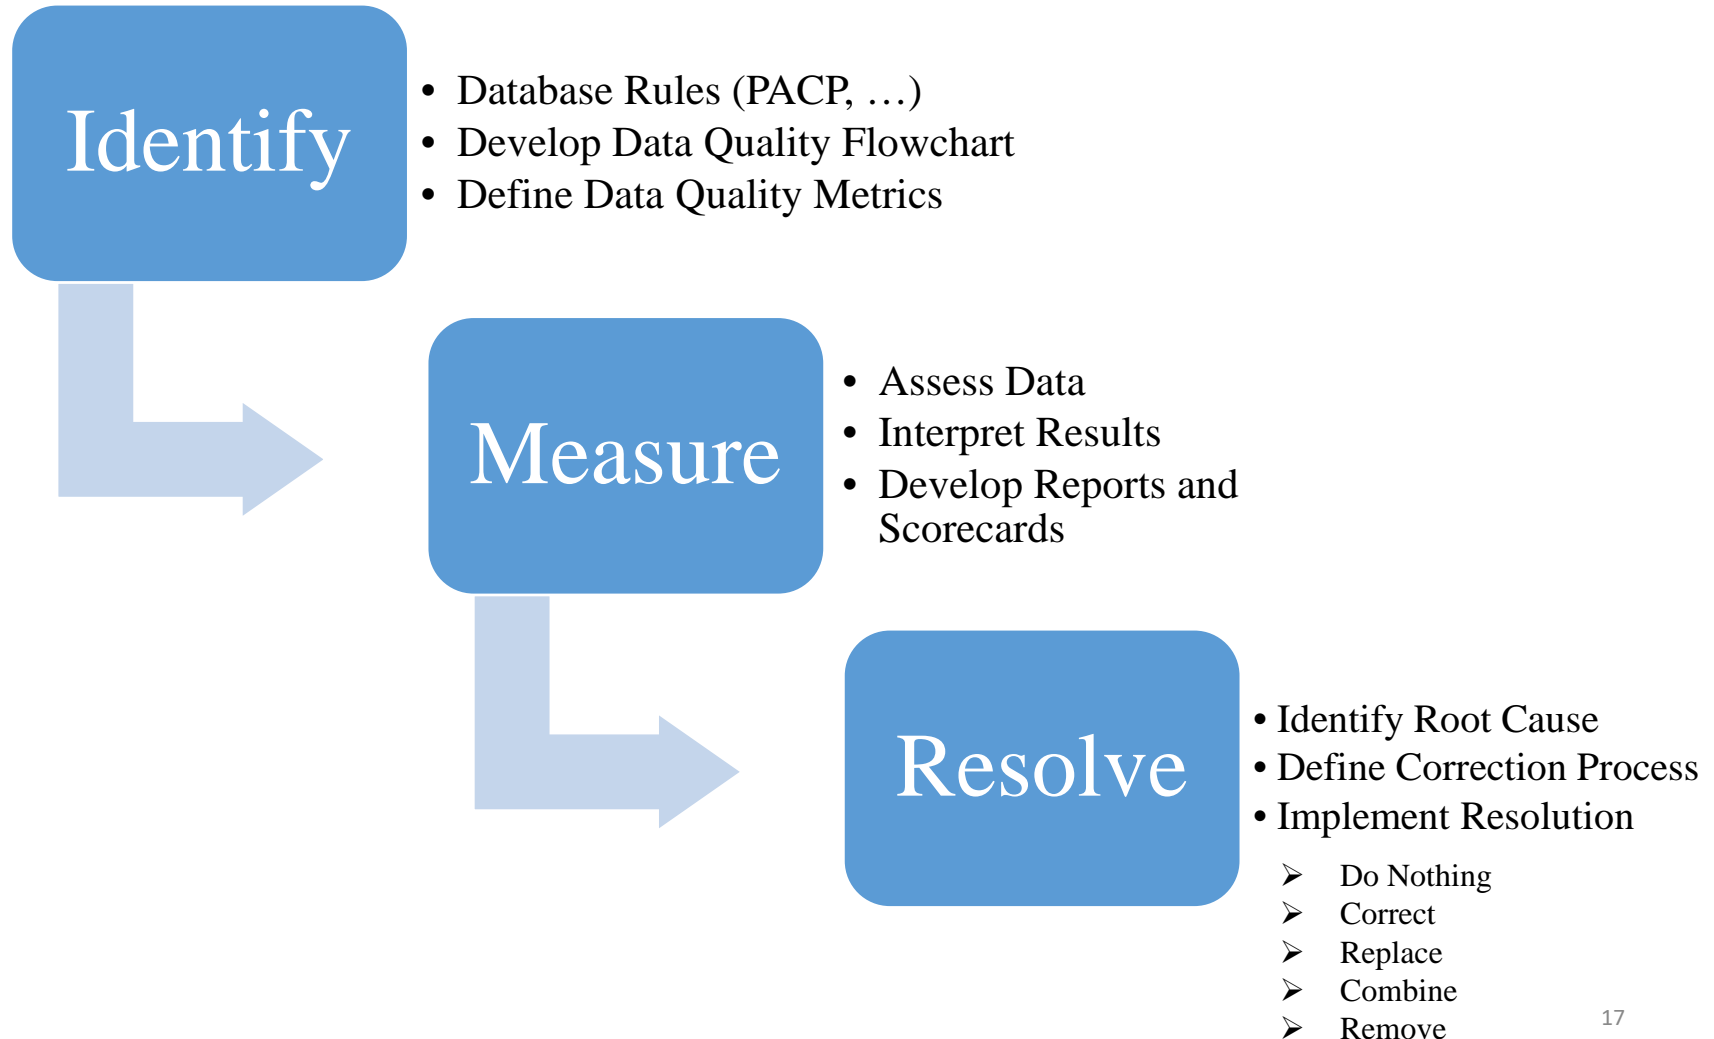 Identify
• Database Rules (PACP, …)
• Develop Data Quality Flowchart
• Define Data Quality Metrics
Measure
• Assess Data
• Interpret Results
• Develop Reports and
Scorecards
Resolve
• Identify Root Cause
• Define Correction Process
• Implement Resolution
➢ Do Nothing
➢ Correct
➢ Replace
➢ Combine
➢ Remove
17